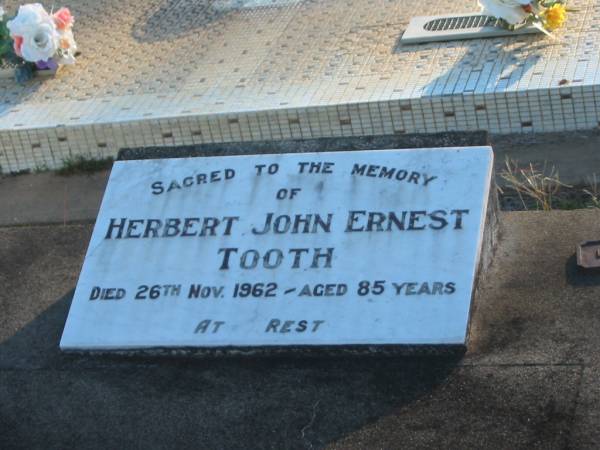 SACRED TO THE MEMORY
OF
HERBERT JOHN ERNEST
TOOTH
DIED 26TH NOV. 1962 - AGED 85 YEARS
AT REST